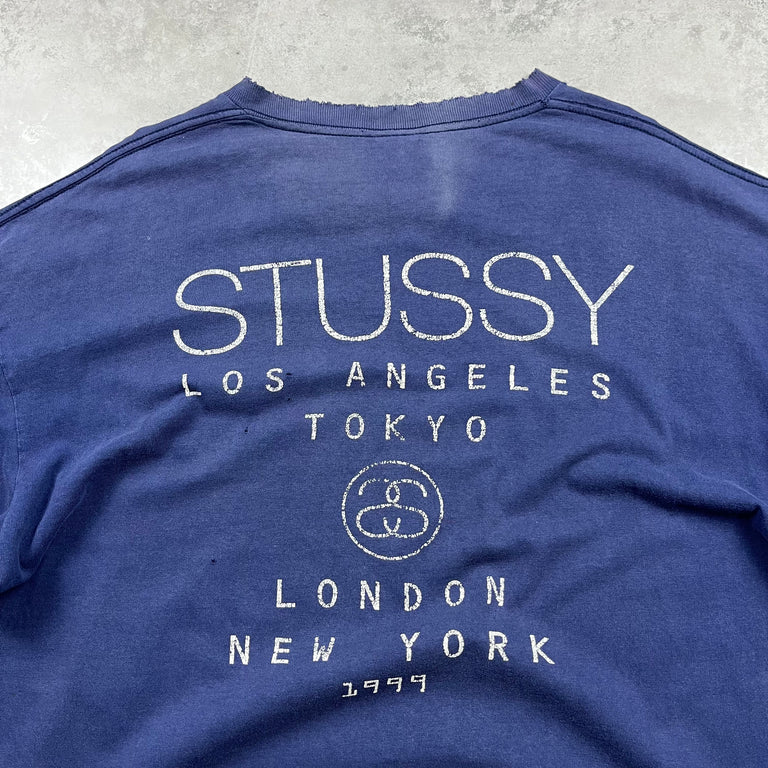 STUSSY
LOS ANGELES
TOKYO
LONDON
NEW YORK
1999